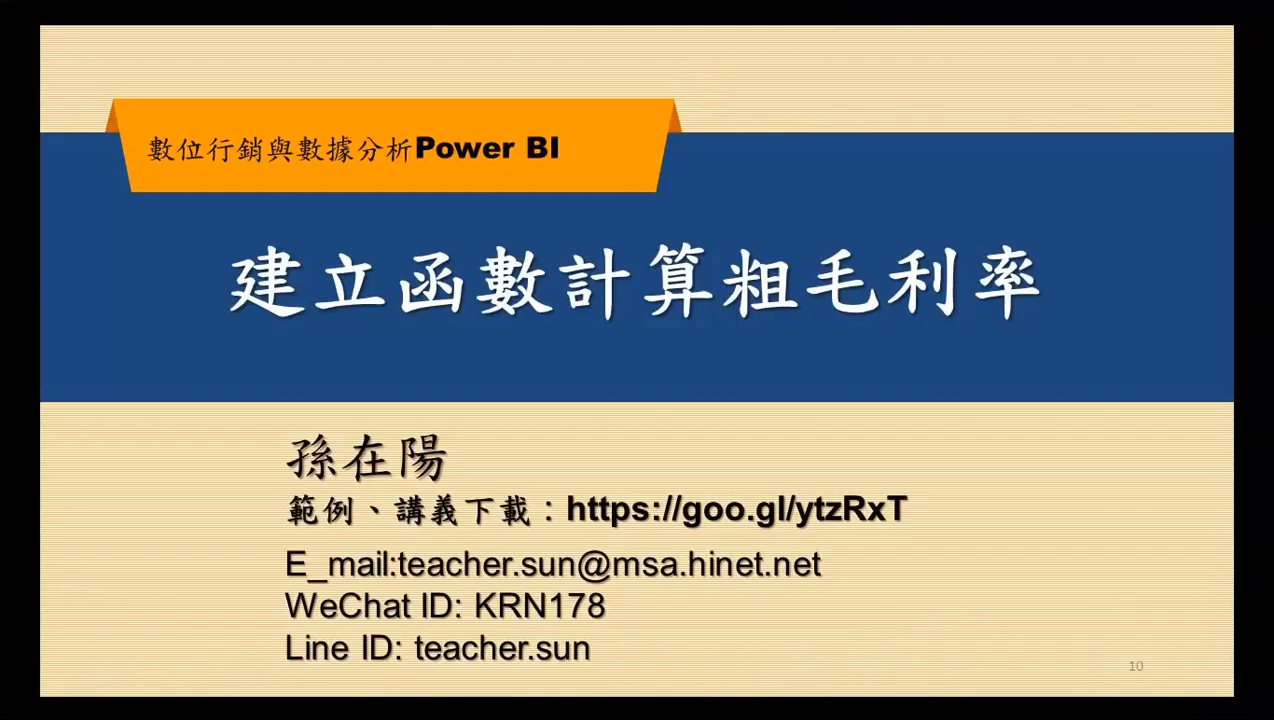 數位行銷與數據分析Power BI
建立函數計算粗毛利率
孫在陽
範例、講義下載：https://goo.gl/ytzRxT
E_mail:teacher.sun@msa.hinet.net
WeChat ID: KRN178
Line ID: teacher.sun
10